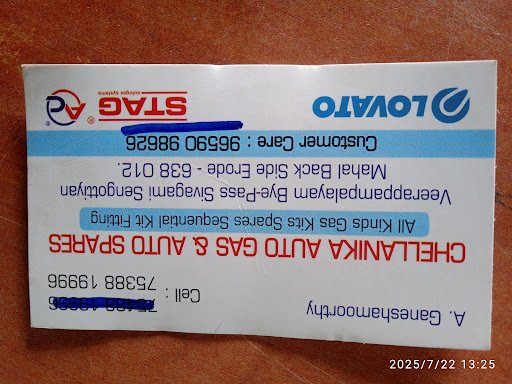 A. Ganeshamoorthy
Cell : 75388 19996
CHELLANIKA AUTO GAS & AUTO SPARES
All Kinds Gas Kits Spares Sequential Kit Fitting
Veerappampalayam Bye-Pass, Sivagami Sengottiyan
Mahal Back Side Erode - 638 012.
Customer Care : 96590 98626
LOVATO
STAG
autogas systems
®
2025/7/22 13:25